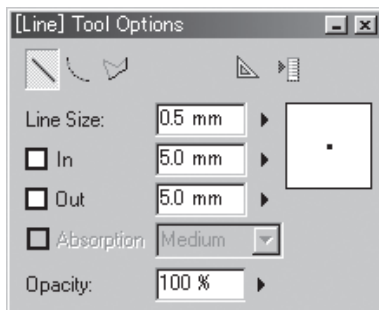 [Line] Tool Options
Line Size: 0.5 mm
In 5.0 mm
Out 5.0 mm
Absorption Medium
Opacity: 100 %